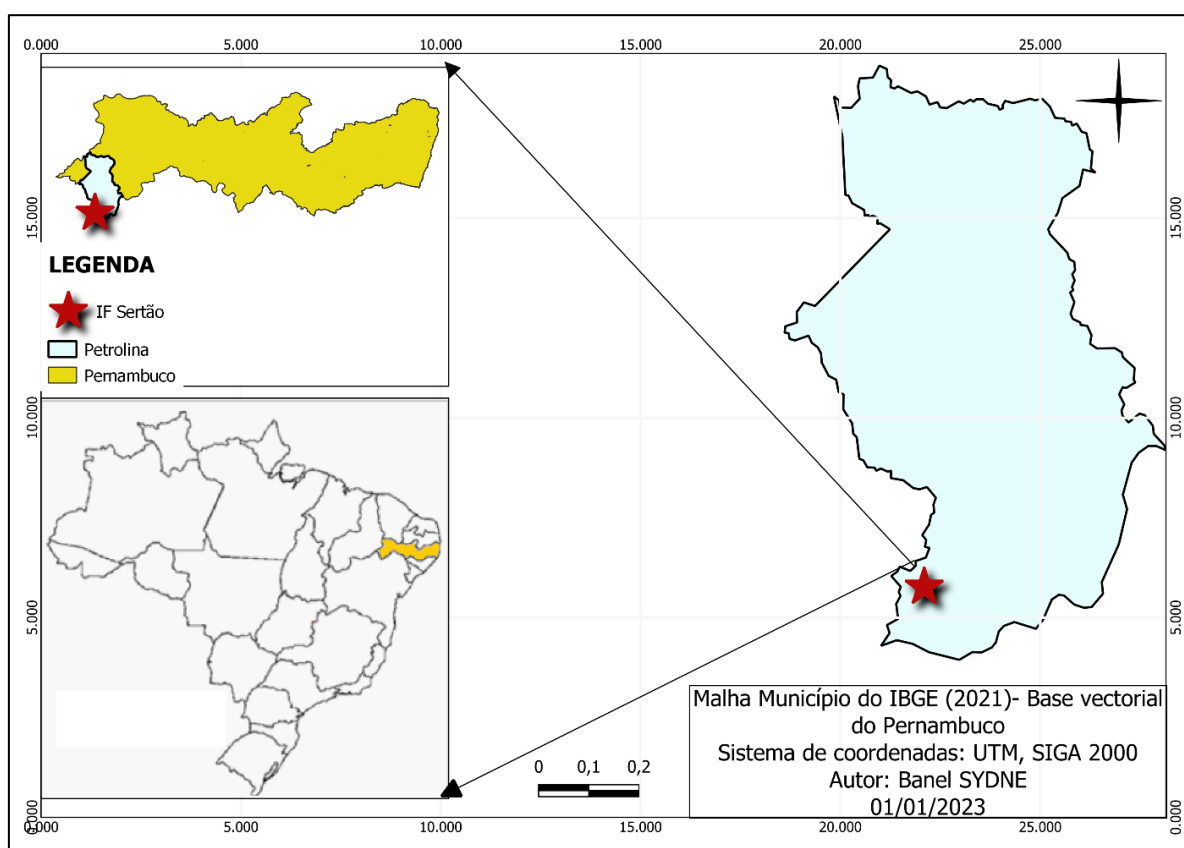 0.000 5.000 10.000 15.000 20.000 25.000
15.000
10.000
5.000
0.000
LEGENDA
IF Sertão
Petrolina
Pernambuco
15.000
10.000
5.000
0.000
0 0,1 0,2
Malha Município do IBGE (2021)- Base vectorial
do Pernambuco
Sistema de coordenadas: UTM, SIGA 2000
Autor: Banel SYDNE
01/01/2023
0.000 5.000 10.000 15.000 20.000 25.000